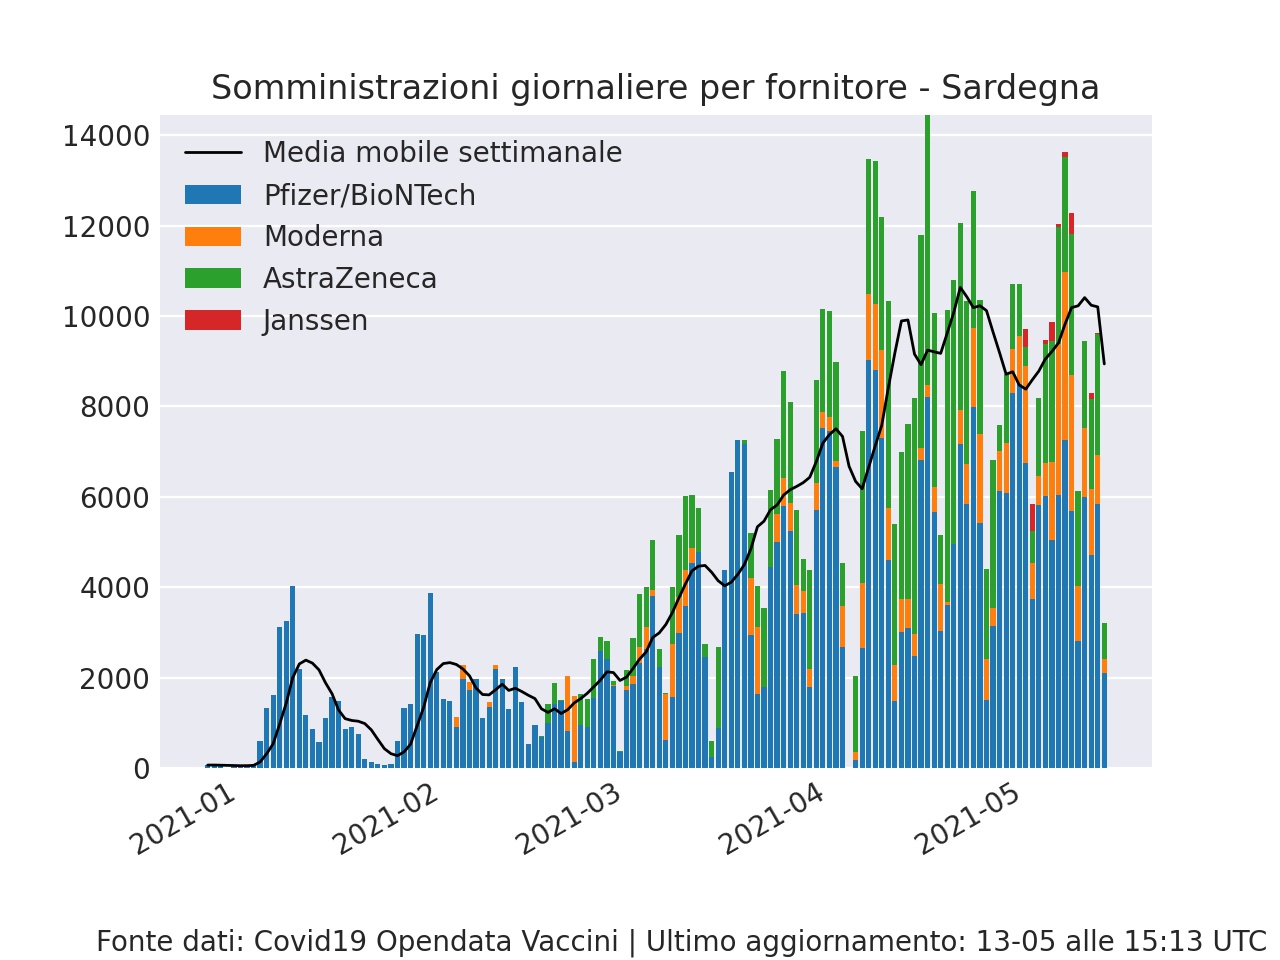 Somministrazioni giornaliere per fornitore - Sardegna
14000
12000
10000
8000
6000
4000
2000
0
Media mobile settimanale
Pfizer/BioNTech
Moderna
AstraZeneca
Janssen
2021-01
2021-02
2021-03
2021-04
2021-05
Fonte dati: Covid19 Opendata Vaccini | Ultimo aggiornamento: 13-05 alle 15:13 UTC